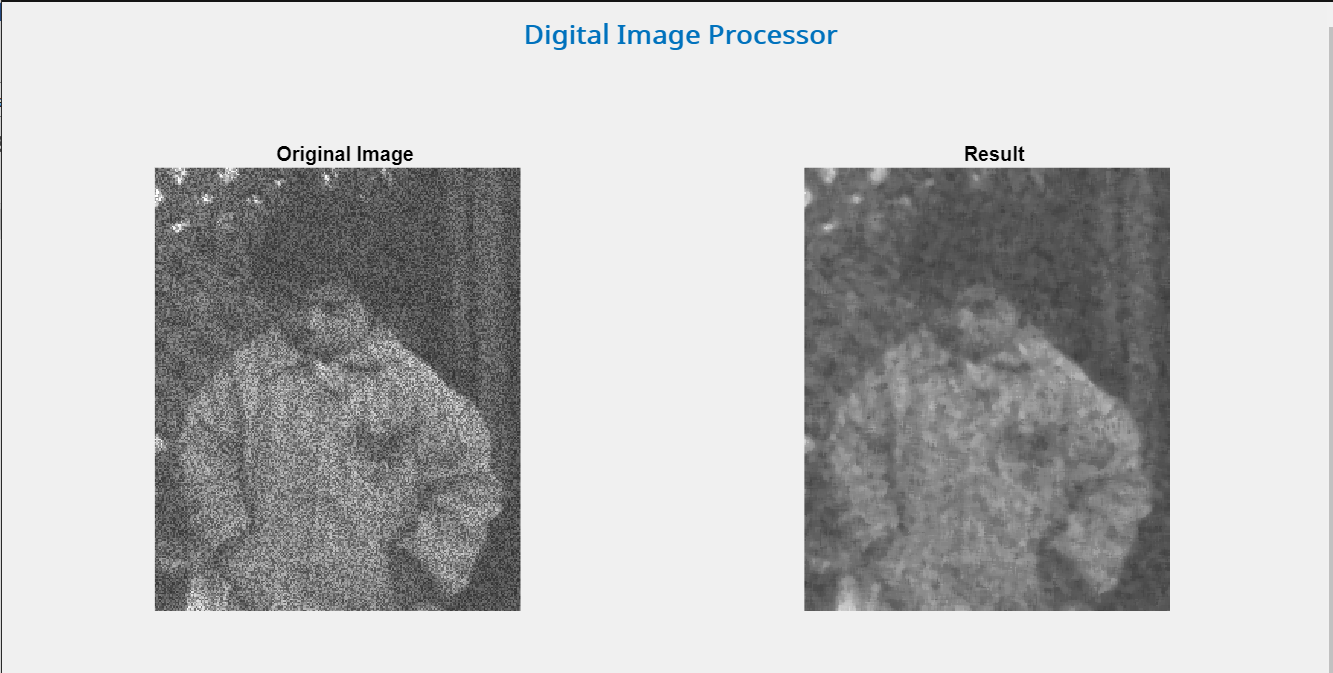 Digital Image Processor
Original Image
Result